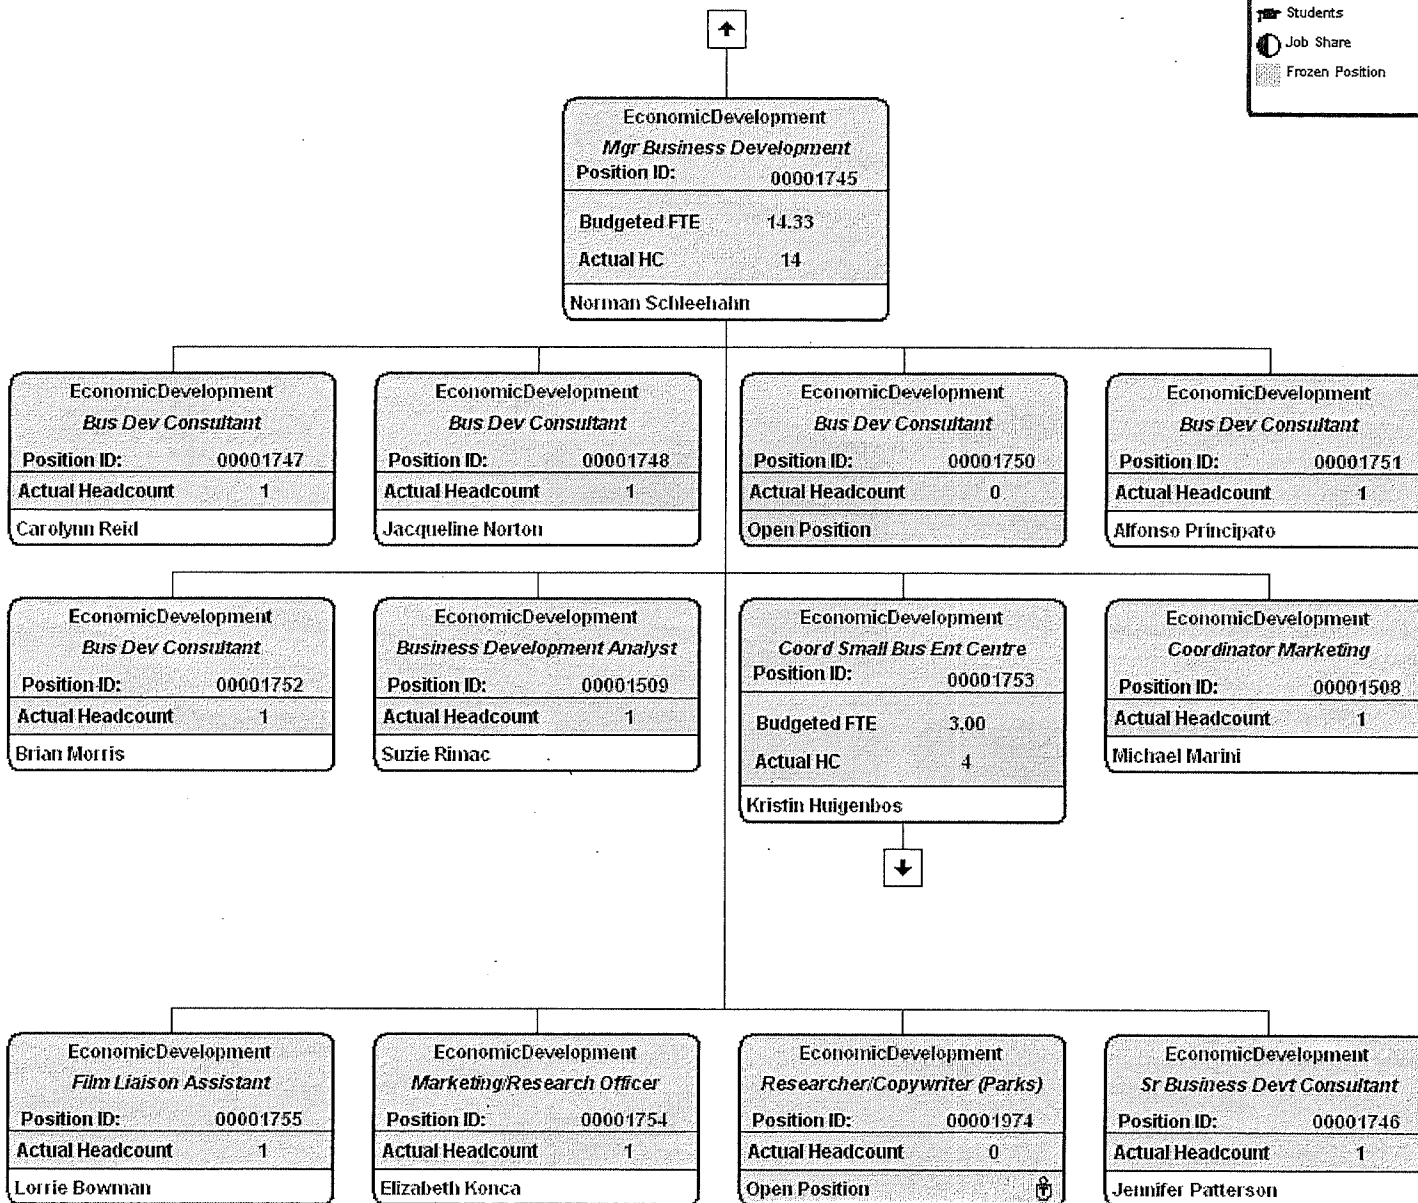 Students
Job Share
Frozen Position
EconomicDevelopment
Mgr Business Development
Position ID: 00001745
Budgeted FTE 14.33
Actual HC 14
Norman Schleehahn
EconomicDevelopment
Bus Dev Consultant
Position ID: 00001747
Actual Headcount 1
Carolynn Reid
EconomicDevelopment
Bus Dev Consultant
Position ID: 00001748
Actual Headcount 1
Jacqueline Norton
EconomicDevelopment
Bus Dev Consultant
Position ID: 00001750
Actual Headcount 0
Open Position
EconomicDevelopment
Bus Dev Consultant
Position ID: 00001751
Actual Headcount 1
Alfonso Principato
EconomicDevelopment
Bus Dev Consultant
Position ID: 00001752
Actual Headcount 1
Brian Morris
EconomicDevelopment
Business Development Analyst
Position ID: 00001509
Actual Headcount 1
Suzie Rimac
EconomicDevelopment
Coord Small Bus Ent Centre
Position ID: 00001753
Budgeted FTE 3.00
Actual HC 4
Kristin Huigenbos
EconomicDevelopment
Coordinator Marketing
Position ID: 00001508
Actual Headcount 1
Michael Marini
EconomicDevelopment
Film Liaison Assistant
Position ID: 00001755
Actual Headcount 1
Lorrie Bowman
EconomicDevelopment
Marketing/Research Officer
Position ID: 00001754
Actual Headcount 1
Elizabeth Konca
EconomicDevelopment
Researcher/Copywriter (Parks)
Position ID: 00001974
Actual Headcount 0
Open Position
EconomicDevelopment
Sr Business Devt Consultant
Position ID: 00001746
Actual Headcount 1
Jennifer Patterson